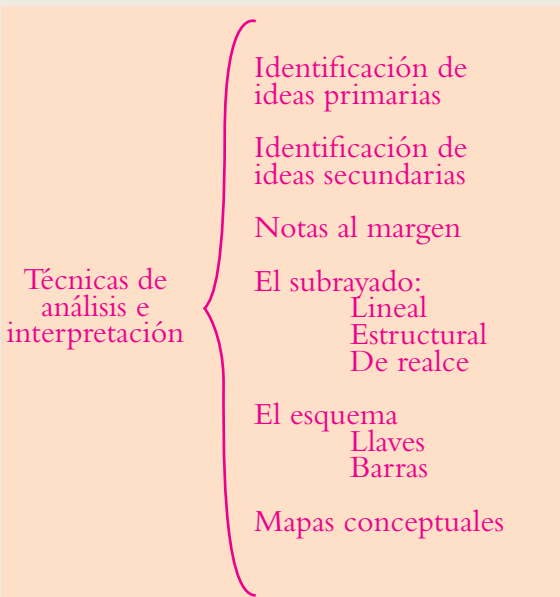 Técnicas de
análisis e
interpretación
Identificación de
ideas primarias
Identificación de
ideas secundarias
Notas al margen
El subrayado:
Lineal
Estructural
De realce
El esquema
Llaves
Barras
Mapas conceptuales